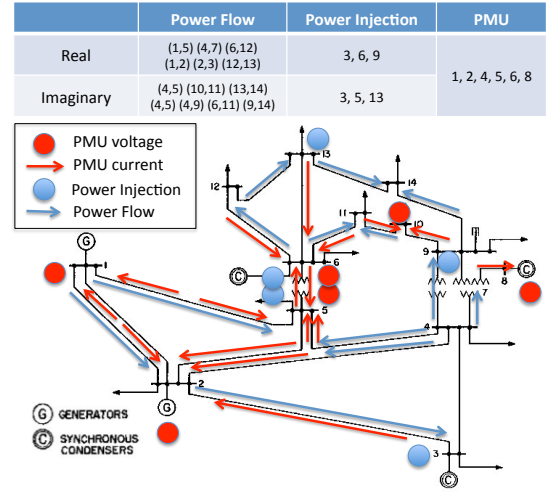 Power Flow Power Injection PMU
Real (1,5) (4,7) (6,12) 3, 6, 9 1, 2, 4, 5, 6, 8
(1,2) (2,3) (12,13)
Imaginary (4,5) (10,11) (13,14) 3, 5, 13
(4,5) (4,9) (6,11) (9,14)
PMU voltage
PMU current
Power Injection
Power Flow
13
14
12
11
10
9
G
1
C
6
C
8
7
5
4
2
G
G GENERATORS
C SYNCHRONOUS
CONDENSERS
3
C